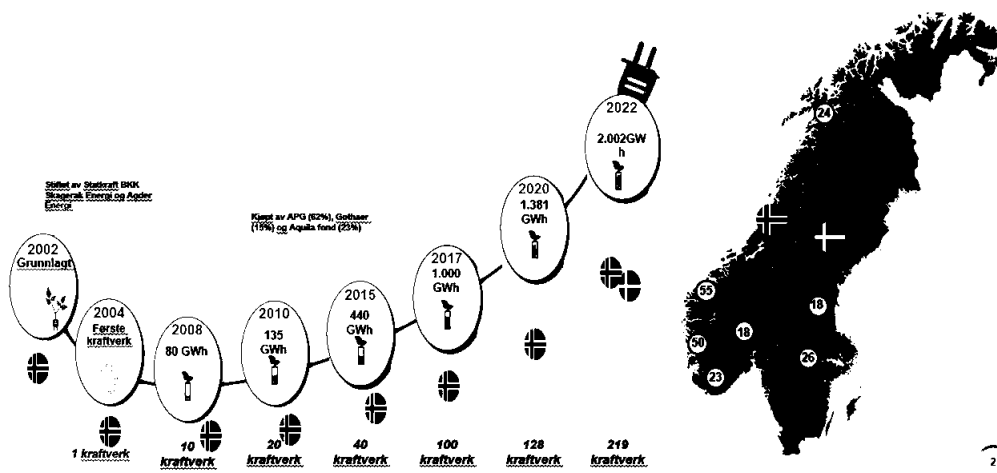 Stiftet av Statkraft BKK
Skagerak Energi og Agder
Energi
Kjøpt av APG (62%), Gothaer
(15%) og Aquila fond (23%)
2002
Grunnlagt
2004
Første
kraftverk
2008
80 GWh
2010
135
GWh
2015
440
GWh
2017
1.000
GWh
2020
1.381
GWh
2022
2.002GW
h
1 kraftverk
10
kraftverk
20
kraftverk
40
kraftverk
100
kraftverk
128
kraftverk
219
kraftverk
24
55
18
18
50
26
23
2